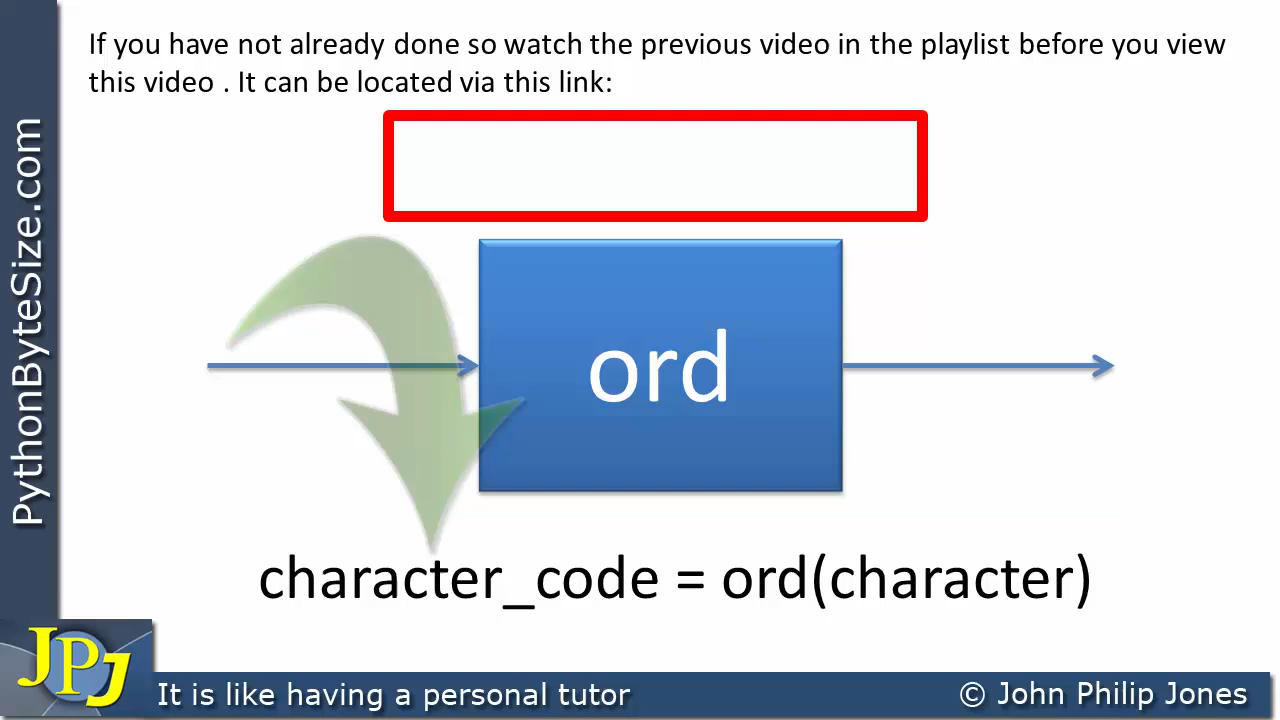 If you have not already done so watch the previous video in the playlist before you view
this video . It can be located via this link:
PythonByteSize.com
ord
character_code = ord(character)
JPJ
It is like having a personal tutor
© John Philip Jones